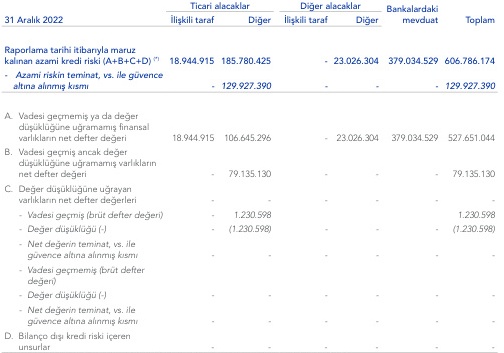 Ticari alacaklar Diğer alacaklar Bankalardaki
31 Aralık 2022 İlişkili taraf Diğer İlişkili taraf Diğer mevduat Toplam
Raporlama tarihi itibarıyla maruz
kalınan azami kredi riski (A+B+C+D) (*) 18.944.915 185.780.425 - 23.026.304 379.034.529 606.786.174
- Azami riskin teminat, vs. ile güvence
altına alınmış kısmı - 129.927.390 - - - 129.927.390
A. Vadesi geçmemiş ya da değer
düşüklüğüne uğramamış finansal
varlıkların net defter değeri 18.944.915 106.645.296 - 23.026.304 379.034.529 527.651.044
B. Vadesi geçmiş ancak değer
düşüklüğüne uğramamış varlıkların
net defter değeri - 79.135.130 - - - 79.135.130
C. Değer düşüklüğüne uğrayan
varlıkların net defter değerleri - - - - - -
- Vadesi geçmiş (brüt defter değeri) - 1.230.598 1.230.598
- Değer düşüklüğü (-) - (1.230.598) - - - (1.230.598)
- Net değerin teminat, vs. ile
güvence altına alınmış kısmı - - - - - -
- Vadesi geçmemiş (brüt defter
değeri) - - - - - -
- Değer düşüklüğü (-) - - - - - -
- Net değerin teminat, vs. ile
güvence altına alınmış kısmı - - - - - -
D. Bilanço dışı kredi riski içeren
unsurlar - - - - - -